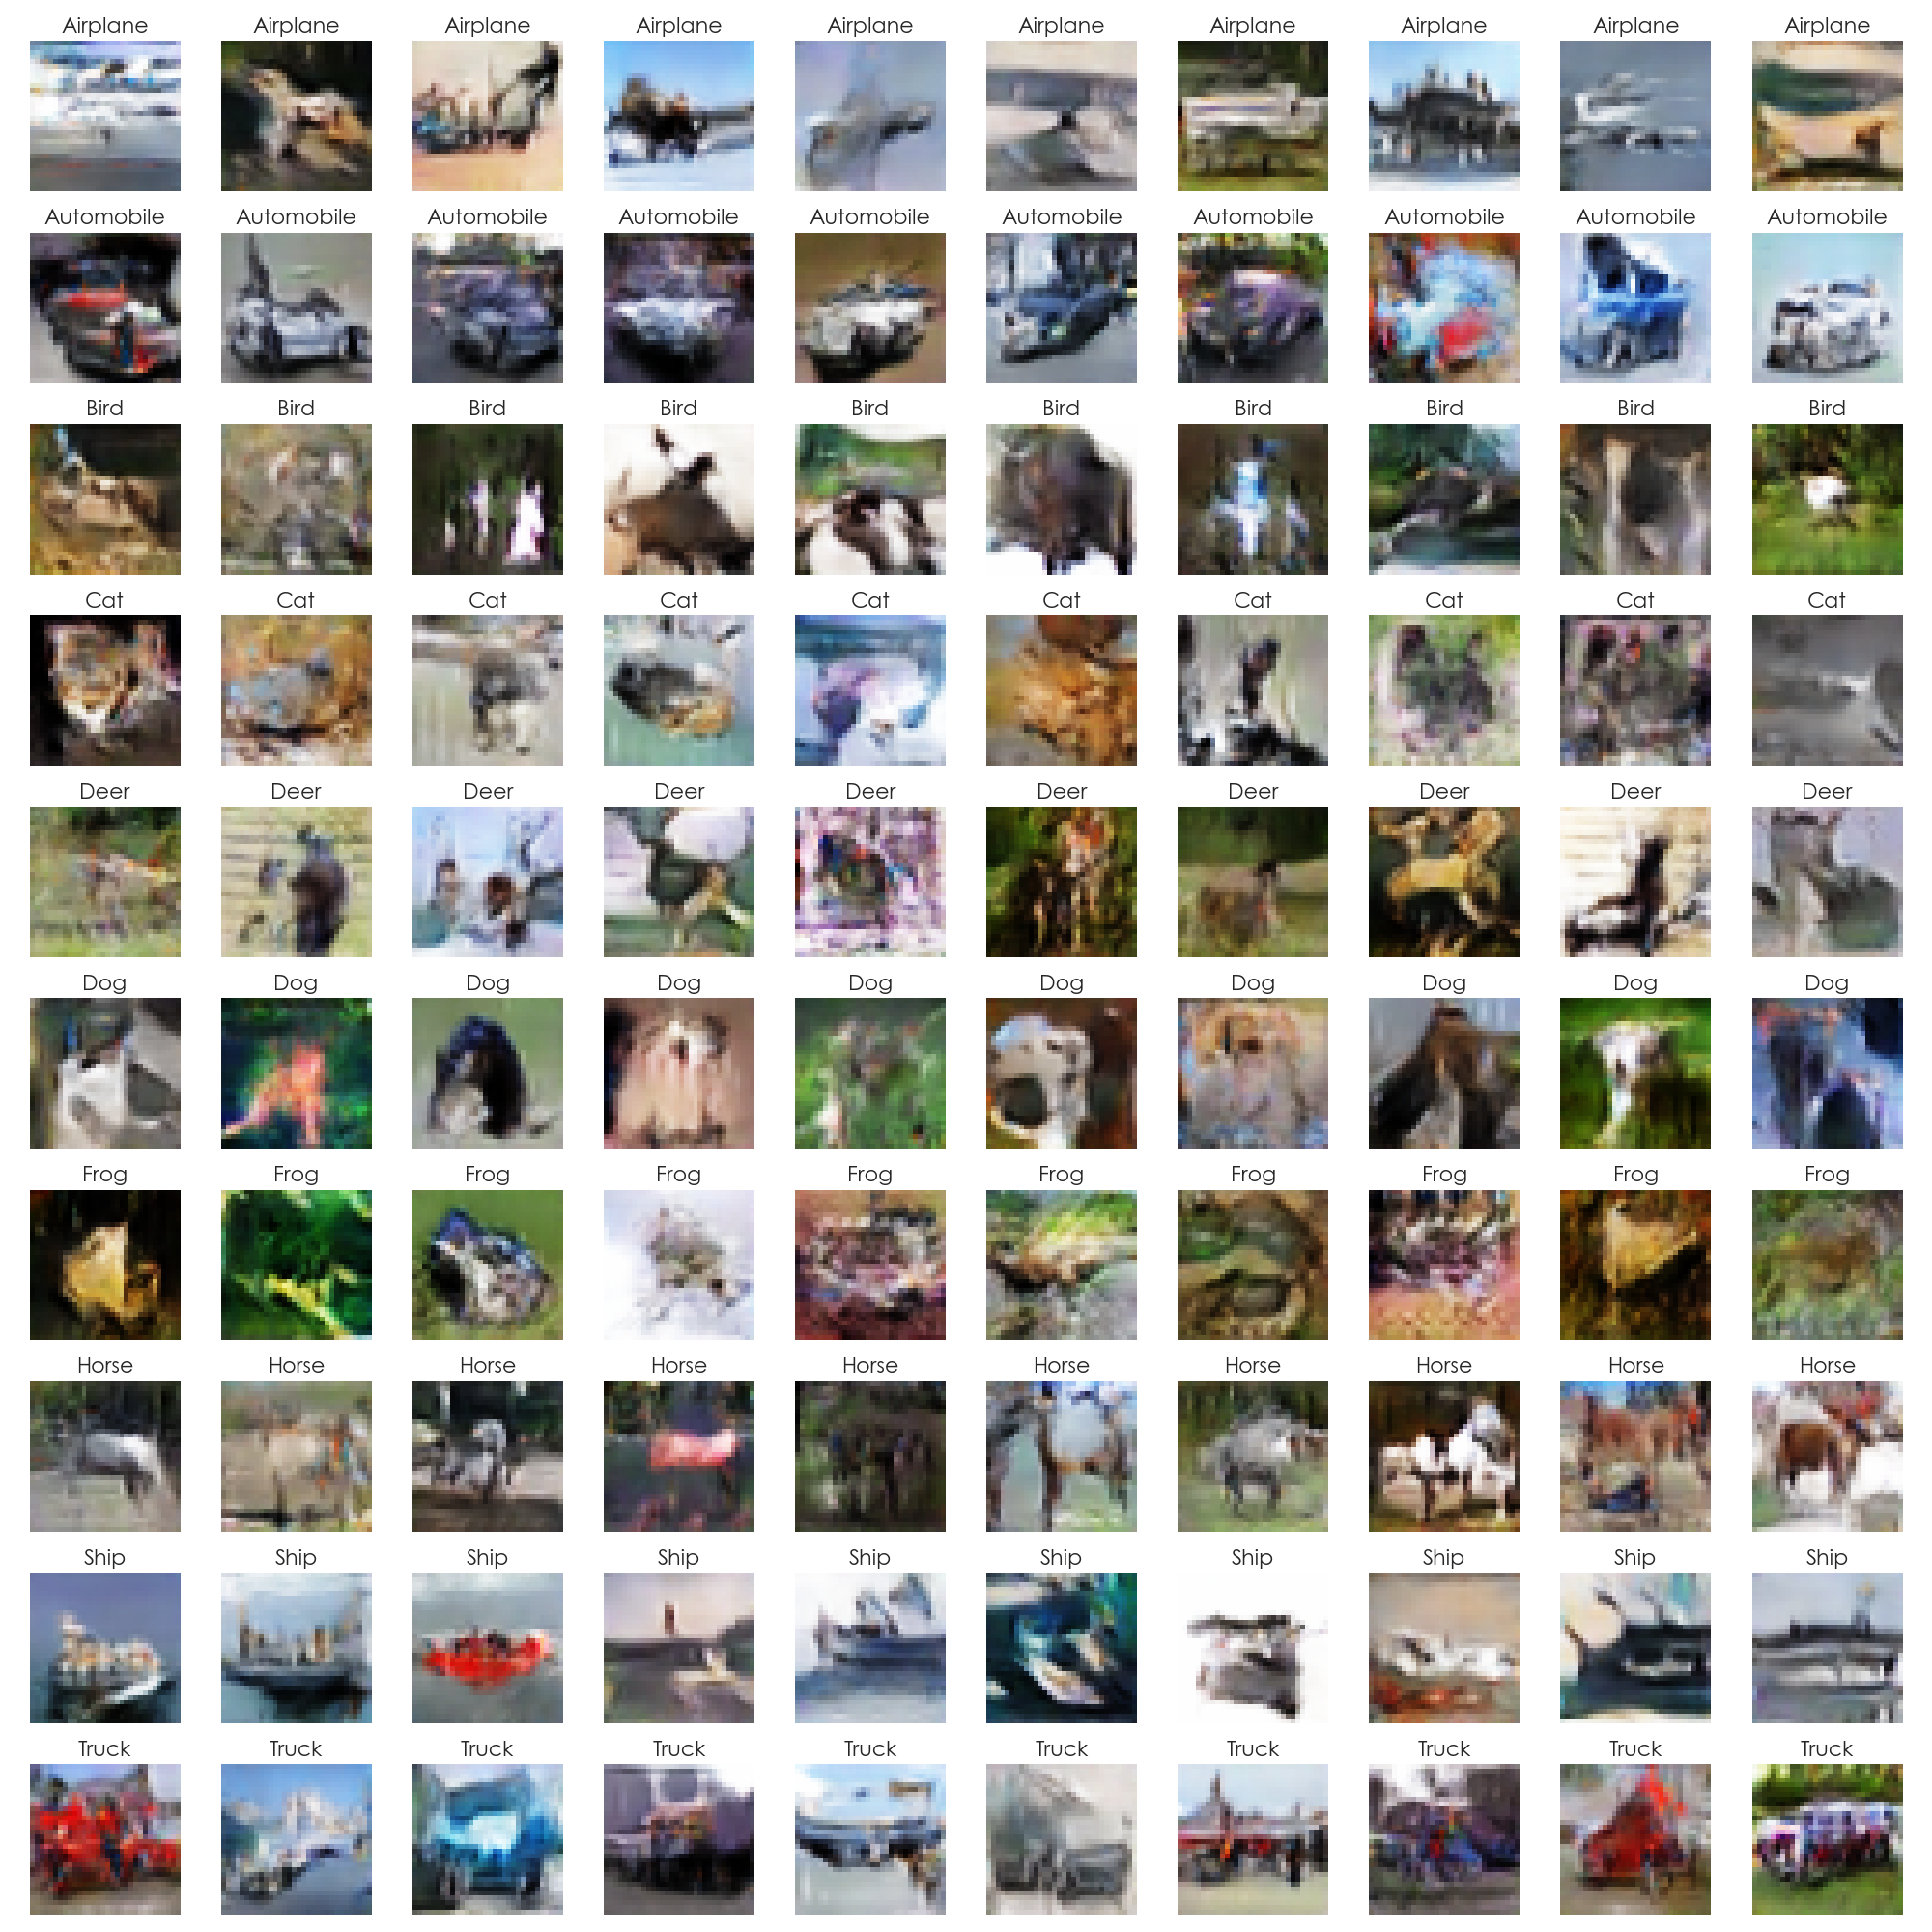 Airplane Airplane Airplane Airplane Airplane Airplane Airplane Airplane Airplane Airplane
Automobile Automobile Automobile Automobile Automobile Automobile Automobile Automobile Automobile Automobile
Bird Bird Bird Bird Bird Bird Bird Bird Bird Bird
Cat Cat Cat Cat Cat Cat Cat Cat Cat Cat
Deer Deer Deer Deer Deer Deer Deer Deer Deer Deer
Dog Dog Dog Dog Dog Dog Dog Dog Dog Dog
Frog Frog Frog Frog Frog Frog Frog Frog Frog Frog
Horse Horse Horse Horse Horse Horse Horse Horse Horse Horse
Ship Ship Ship Ship Ship Ship Ship Ship Ship Ship
Truck Truck Truck Truck Truck Truck Truck Truck Truck Truck